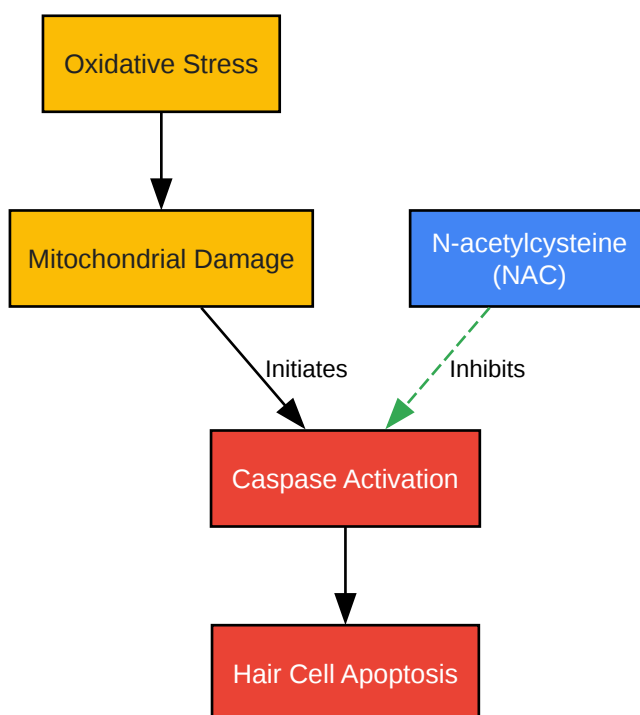 Oxidative Stress
Mitochondrial Damage
N-acetylcysteine
(NAC)
Initiates
Inhibits
Caspase Activation
Hair Cell Apoptosis